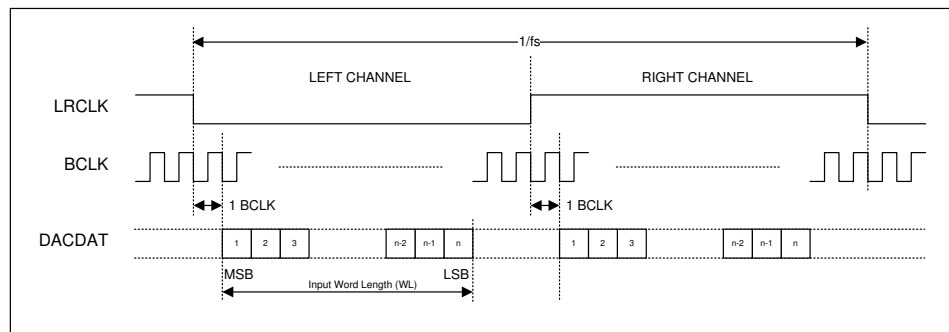 1/fs
LEFT CHANNEL RIGHT CHANNEL
LRCLK
BCLK
1 BCLK 1 BCLK
DACDAT 1 2 3 n-2 n-1 n 1 2 3 n-2 n-1 n
MSB LSB
Input Word Length (WL)